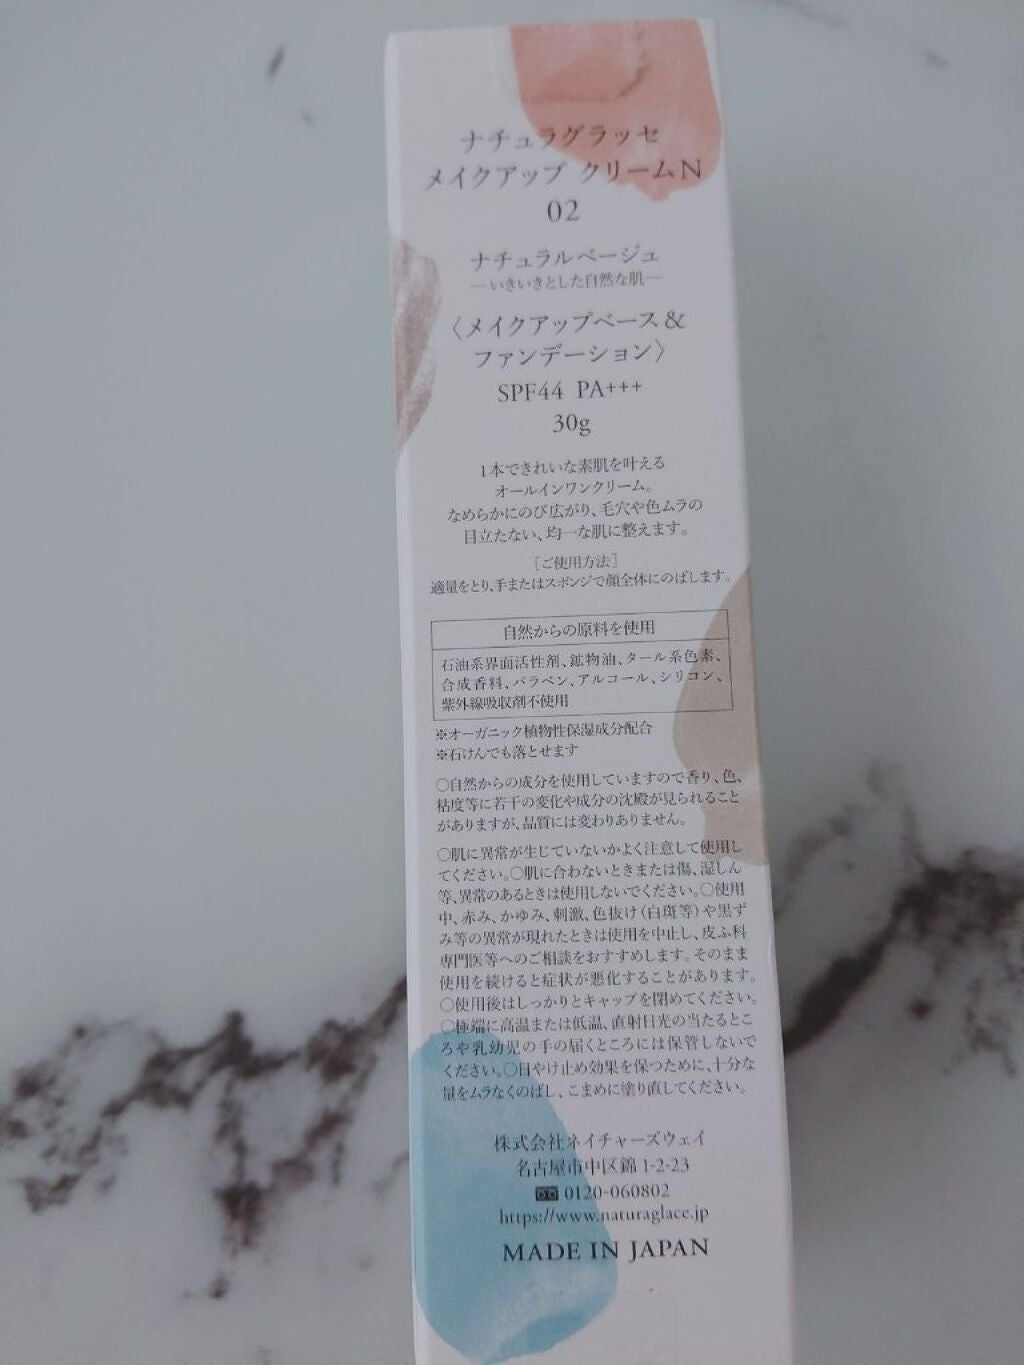 ナチュラグラッセ
メイクアップ クリームN
02
ナチュラルベージュ
―いきいきとした自然な肌―
〈メイクアップベース&
ファンデーション〉
SPF44 PA+++
30g
1本できれいな素肌を叶える
オールインワンクリーム。
なめらかにのび広がり、毛穴や色ムラの
目立たない、均一な肌に整えます。
[ご使用方法]
適量をとり、手またはスポンジで顔全体にのばします。
自然からの原料を使用
石油系界面活性剤、鉱物油、タール系色素、
合成香料、パラベン、アルコール、シリコン、
紫外線吸収剤不使用
※オーガニック植物性保湿成分配合
※石けんでも落とせます
○自然からの成分を使用していますので香り、色、
粘度等に若干の変化や成分の沈殿が見られること
がありますが、品質には変わりありません。
○肌に異常が生じていないかよく注意して使用し
てください。○肌に合わないときまたは傷、湿しん
等、異常のあるときは使用しないでください。○使用
中、赤み、かゆみ、刺激、色抜け(白斑等)や黒ず
み等の異常が現れたときは使用を中止し、皮ふ科
専門医等へのご相談をおすすめします。そのまま
使用を続けると症状が悪化することがあります。
○使用後はしっかりとキャップを閉めてください。
○極端に高温または低温、直射日光の当たるとこ
ろや乳幼児の手の届くところには保管しないで
ください。○日やけ止め効果を保つために、十分な
量をムラなくのばし、こまめに塗り直してください。
株式会社ネイチャーズウェイ
名古屋市中区錦 1-2-23
0120-060802
https://www.naturaglace.jp
MADE IN JAPAN